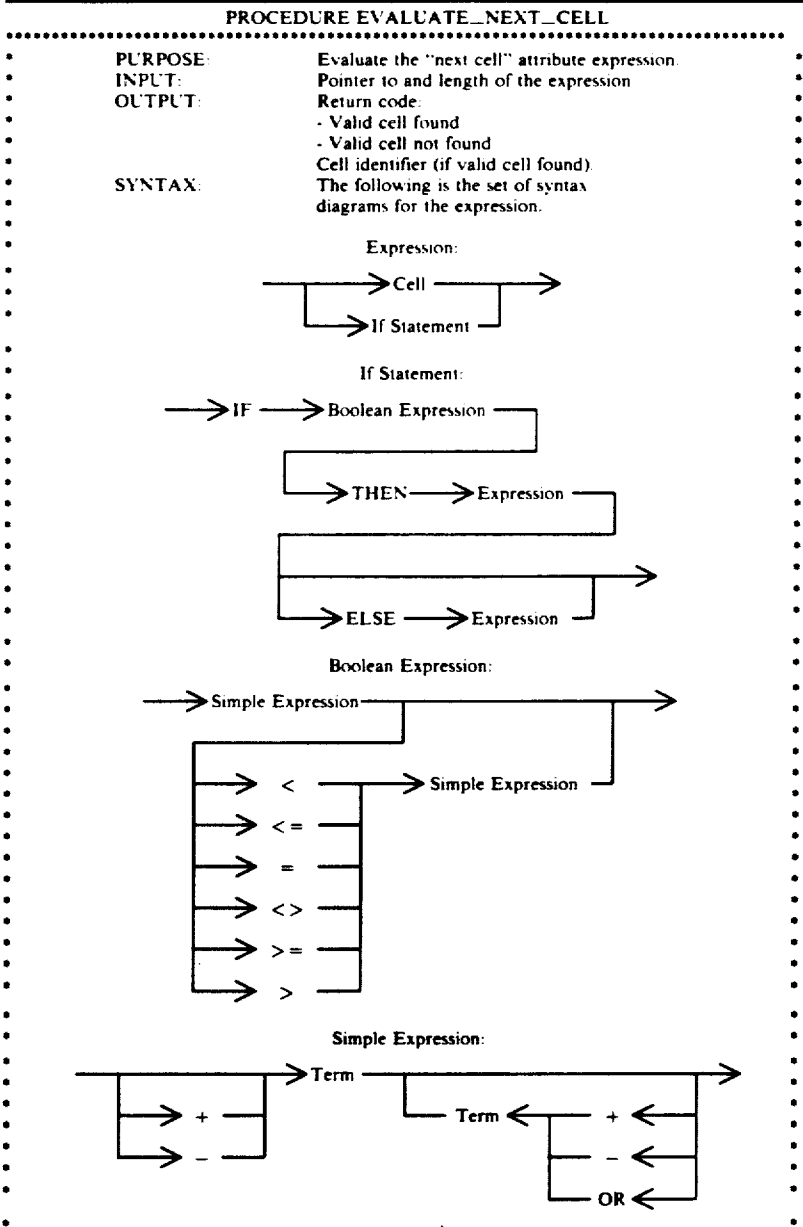 PROCEDURE EVALUATE_NEXT_CELL
PURPOSE: Evaluate the "next cell" attribute expression.
INPUT: Pointer to and length of the expression
OUTPUT: Return code:
- Valid cell found
- Valid cell not found
Cell identifier (if valid cell found).
SYNTAX: The following is the set of syntax
diagrams for the expression.
Expression:
Cell
If Statement
If Statement:
IF Boolean Expression
THEN Expression
ELSE Expression
Boolean Expression:
Simple Expression
< Simple Expression
<=
=
<>
>=
>
Simple Expression:
Term
+ Term +
- -
OR